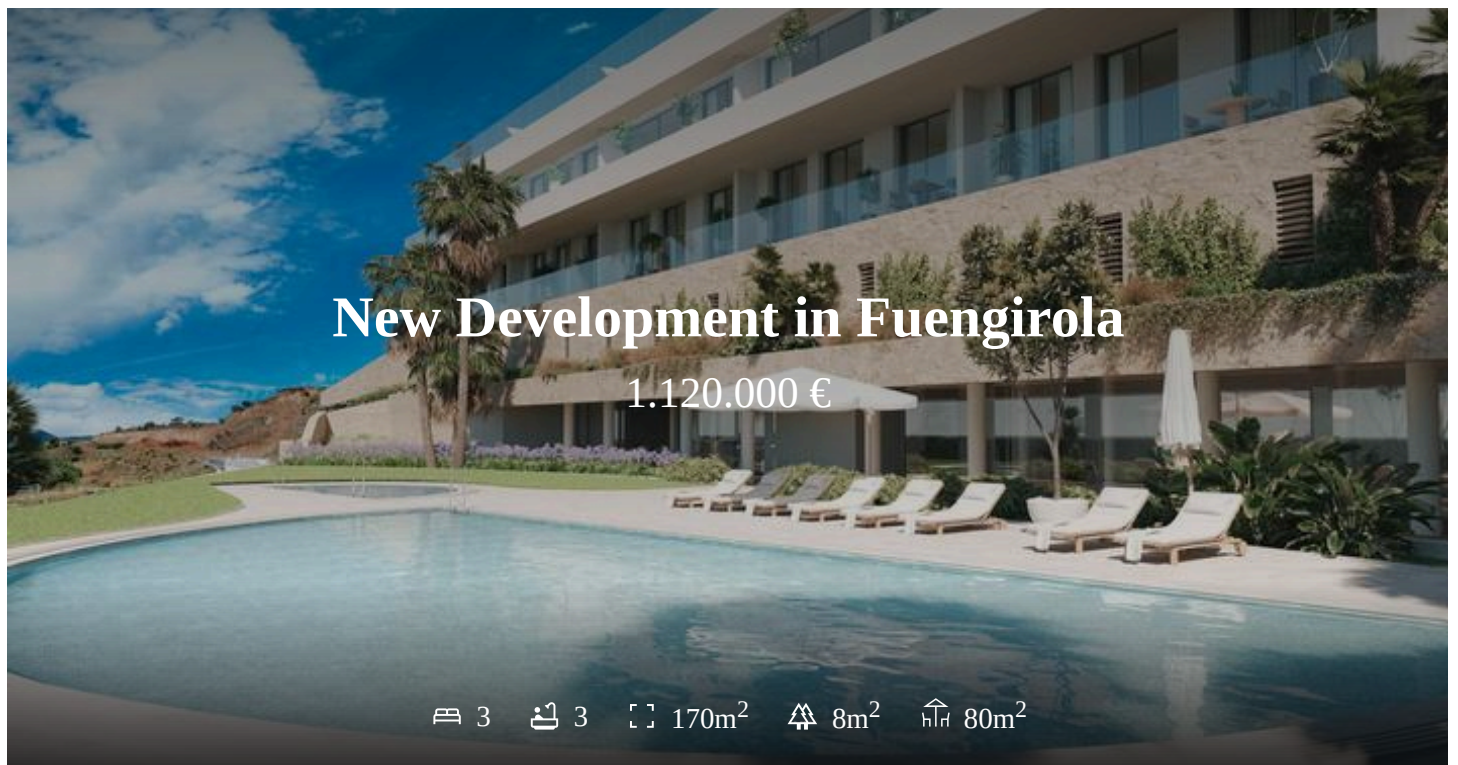 New Development in Fuengirola
1.120.000 €
3 3 170m² 8m² 80m²